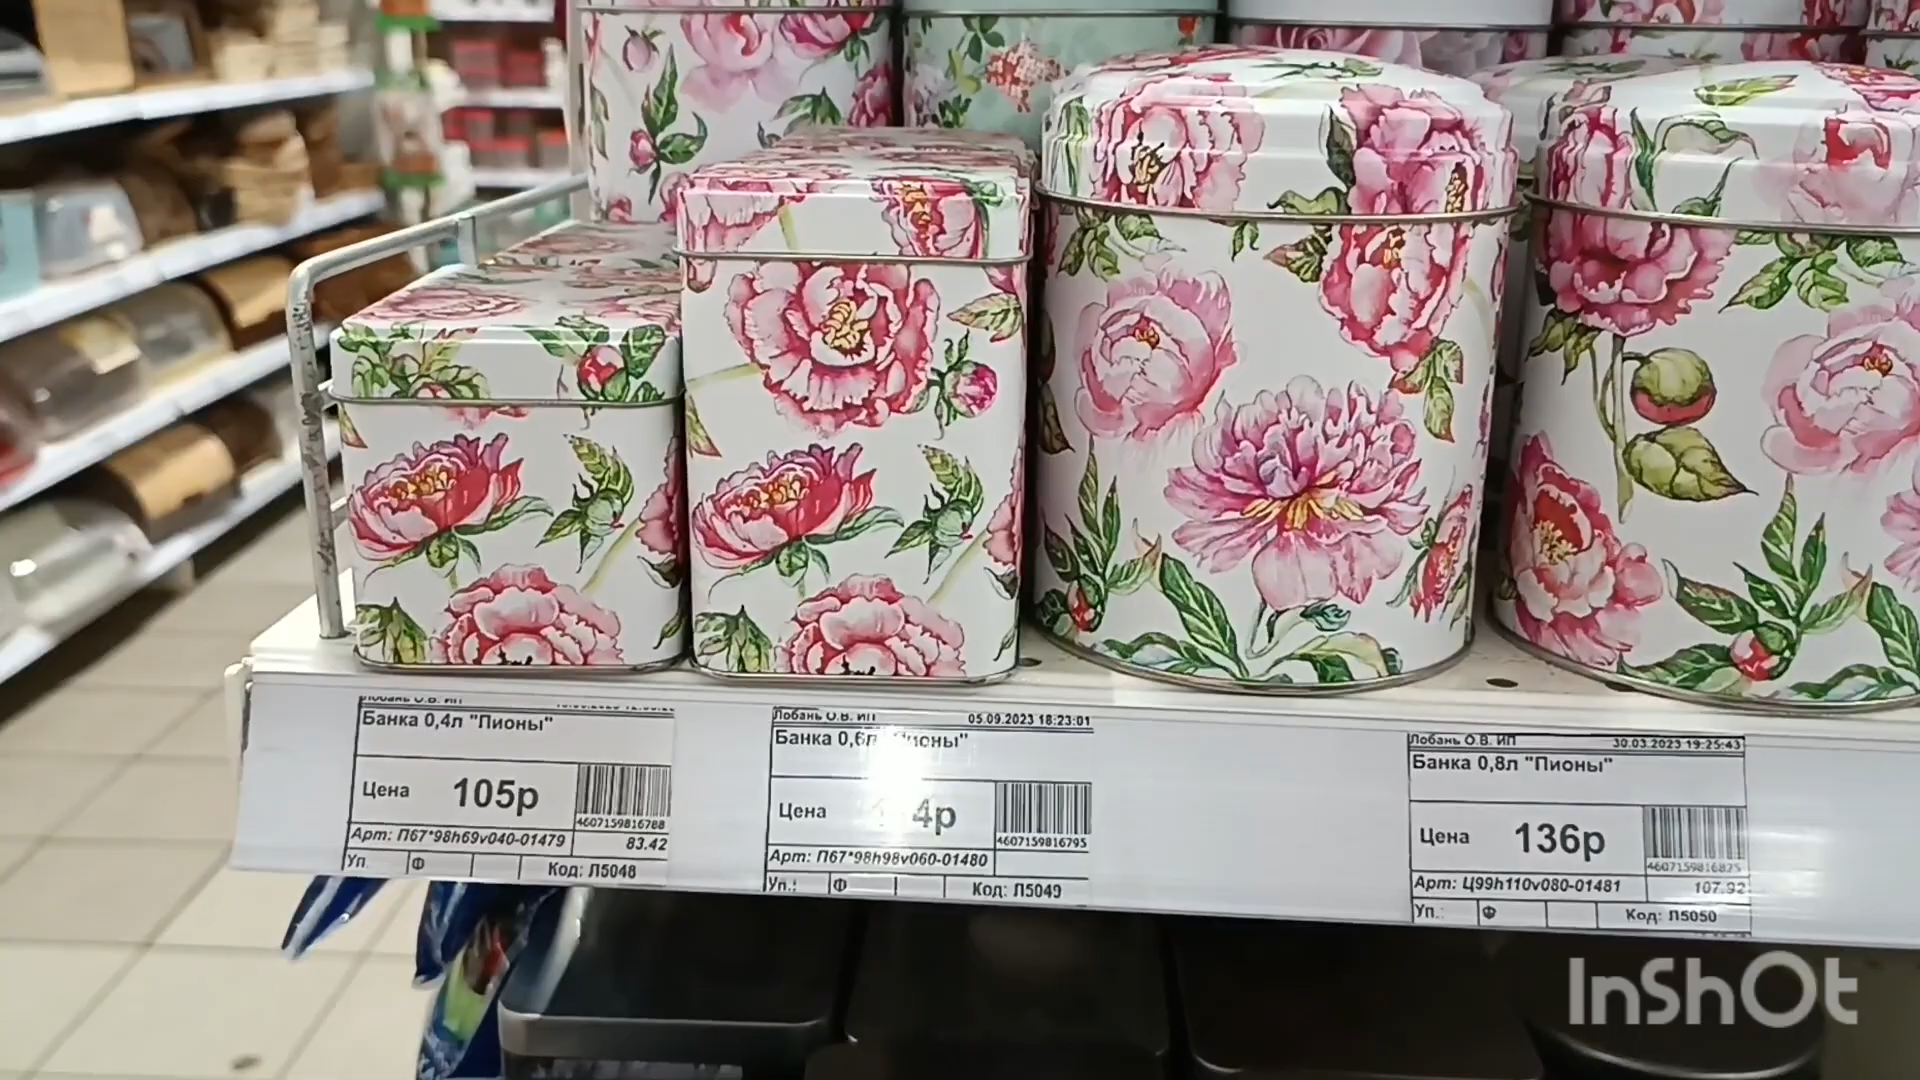 Лобань О.В. ИП
Банка 0,4л "Пионы"
Цена 105р
4607159816788
Арт: П67*98h69v040-01479 83.42
Уп. Ф Код: Л5048
Лобань О.В. ИП 05.09.2023 18:23:01
Банка 0,6л "Пионы"
Цена 4р
4607159816795
Арт: П67*98h98v060-01480
Уп.: Ф Код: Л5049
Лобань О.В. ИП 30.03.2023 19:25:43
Банка 0,8л "Пионы"
Цена 136р
4607159816825
Арт: Ц99h110v080-01481 107.92
Уп.: Ф Код: Л5050
InShOt